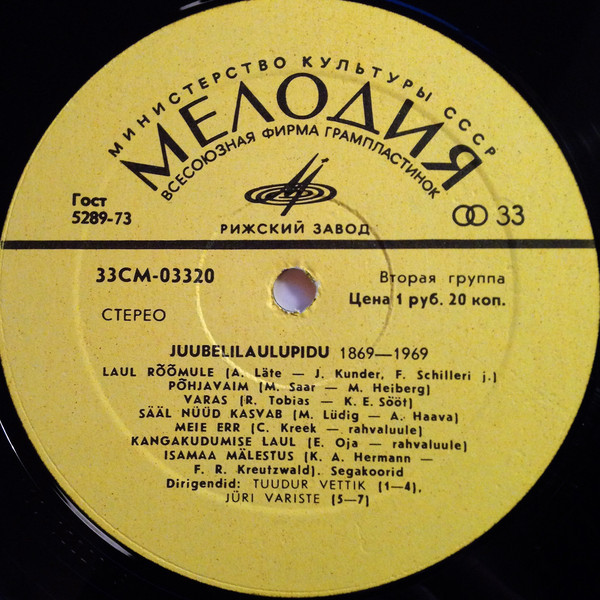 МИНИСТЕРСТВО КУЛЬТУРЫ СССР
МЕЛОДИЯ
ВСЕСОЮЗНАЯ ФИРМА ГРАМПЛАСТИНОК
Гост
5289-73
33
РИЖСКИЙ ЗАВОД
33СМ-03320
Вторая группа
Цена 1 руб. 20 коп.
СТЕРЕО
JUUBELILAULUPIDU 1869—1969
LAUL RÕÕMULE (A. Läte — J. Kunder, F. Schilleri j.)
PÕHJAVAIM (M. Saar — M. Heiberg)
VARAS (R. Tobias — K. E. Sööt)
SÄÄL NÜÜD KASVAB (M. Lüdig — A. Haava)
MEIE ERR (C. Kreek — rahvaluule)
KANGAKUDUMISE LAUL (E. Oja — rahvaluule)
ISAMAA MÄLESTUS (K. A. Hermann —
F. R. Kreutzwald). Segakoorid
Dirigendid: TUUDUR VETTIK (1—4),
JÜRI VARISTE (5—7)